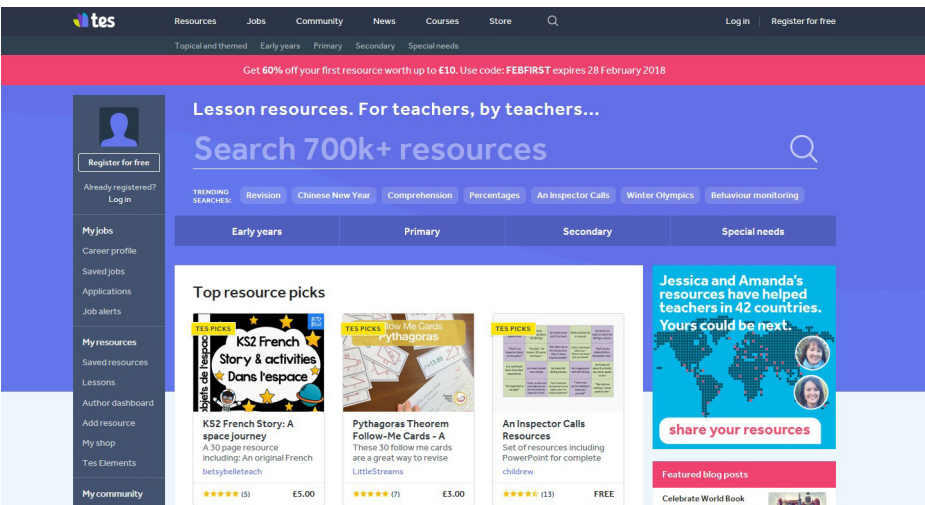 tes
Resources Jobs Community News Courses Store
Log in Register for free
Topical and themed Early years Primary Secondary Special needs
Get 60% off your first resource worth up to £10. Use code: FEBFIRST expires 28 February 2018
Register for free
Already registered?
Log in
My jobs
Career profile
Saved jobs
Applications
Job alerts
My resources
Saved resources
Lessons
Author dashboard
Add resource
My shop
Tes Elements
My community
Lesson resources. For teachers, by teachers...
Search 700k+ resources
TRENDING
SEARCHES:
Revision Chinese New Year Comprehension Percentages An Inspector Calls Winter Olympics Behaviour monitoring
Early years Primary Secondary Special needs
Top resource picks
TES PICKS
BETSY
BELLE
KS2 French
Story & activities
Dans l'espace
objets de l'espac
KS2 French Story: A
space journey
A 30 page resource
including: An original French
betsybelleteach
(5) £5.00
TES PICKS
low Me Cards
Pythagoras
Pythagoras Theorem
Follow-Me Cards - A
These 30 follow me cards
are a great way to revise
LittleStreams
(7) £3.00
TES PICKS
An Inspector Calls
Resources
Set of resources including
PowerPoint for complete
childrew
(13) FREE
Jessica and Amanda's
resources have helped
teachers in 42 countries.
Yours could be next.
share your resources
Featured blog posts
Celebrate World Book